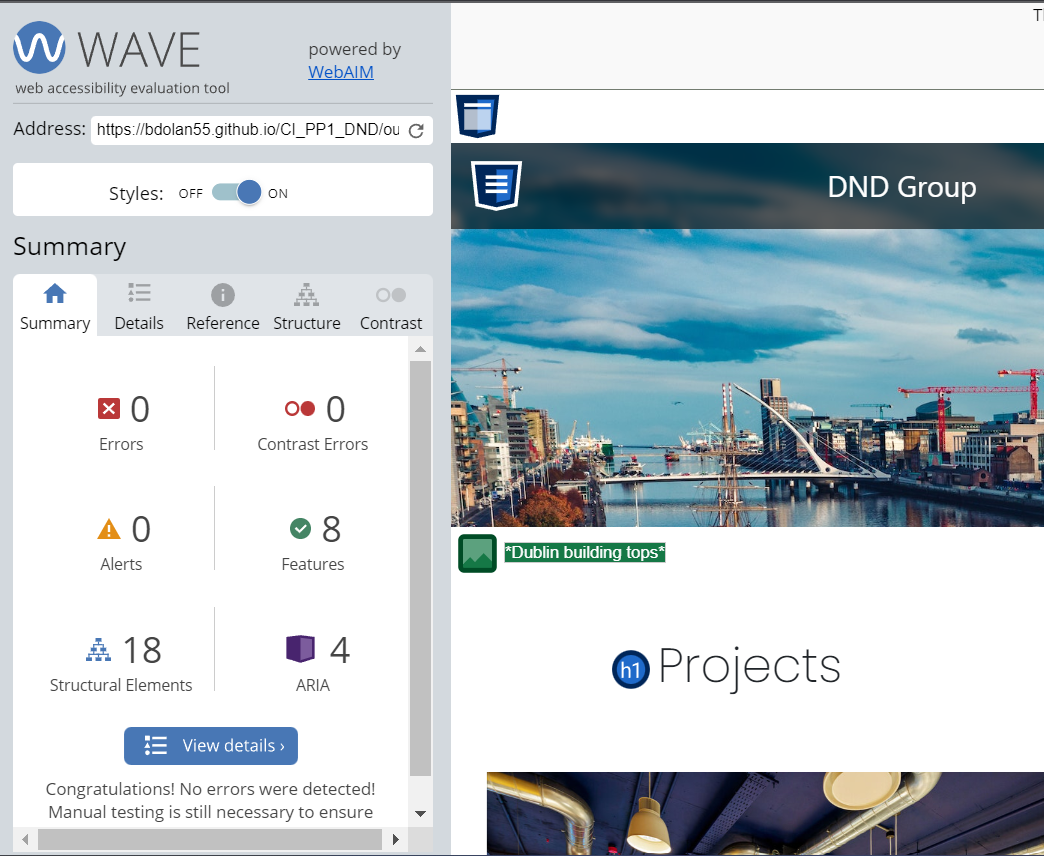 WAVE
web accessibility evaluation tool
powered by
WebAIM
Address: https://bdolan55.github.io/CI_PP1_DND/ou
Styles: OFF ON
Summary
Summary Details Reference Structure Contrast
0 0
Errors Contrast Errors
0 8
Alerts Features
18 4
Structural Elements ARIA
View details ›
Congratulations! No errors were detected!
Manual testing is still necessary to ensure
DND Group
*Dublin building tops*
h1 Projects